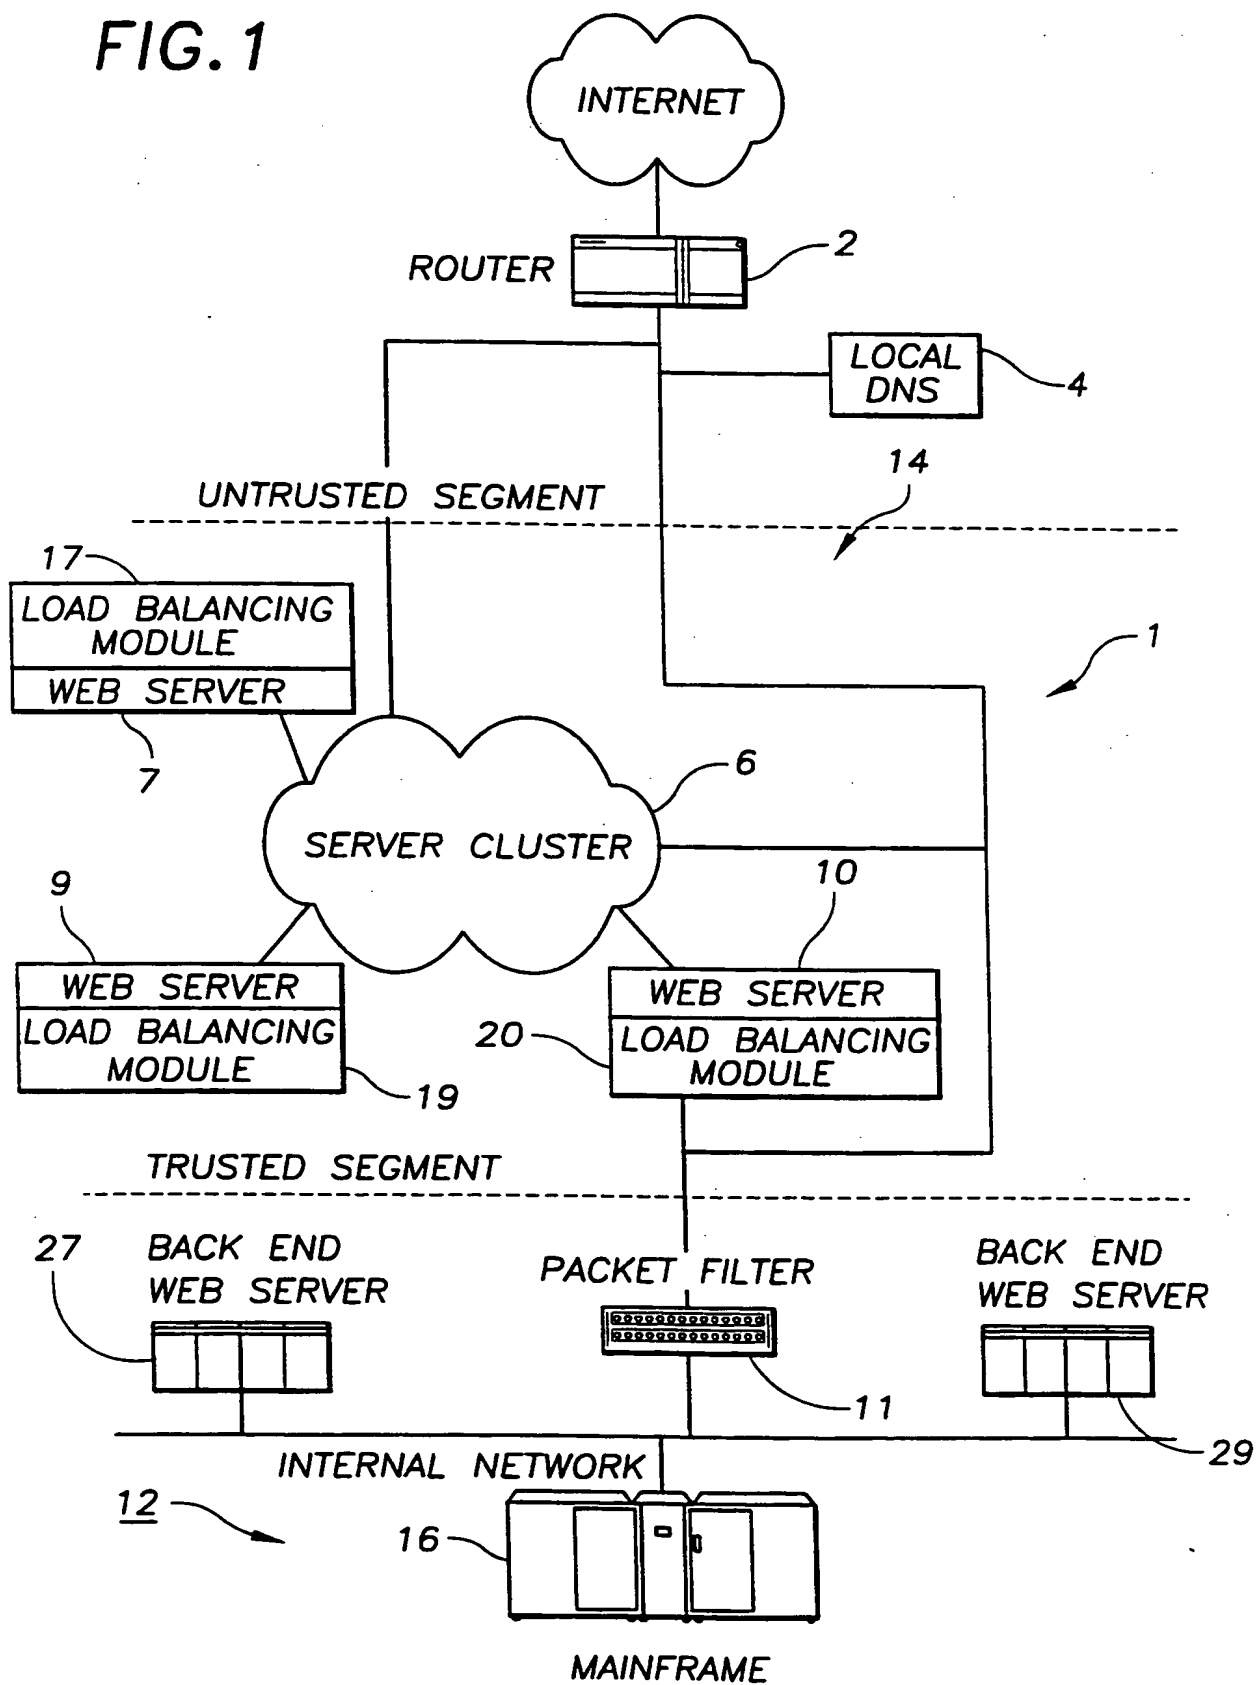 FIG. 1
INTERNET
ROUTER
2
LOCAL
DNS
4
14
UNTRUSTED SEGMENT
17
LOAD BALANCING
MODULE
WEB SERVER
7
1
6
SERVER CLUSTER
9
WEB SERVER
LOAD BALANCING
MODULE
19
10
WEB SERVER
20
LOAD BALANCING
MODULE
TRUSTED SEGMENT
27
BACK END
WEB SERVER
PACKET FILTER
11
BACK END
WEB SERVER
29
INTERNAL NETWORK
12
16
MAINFRAME